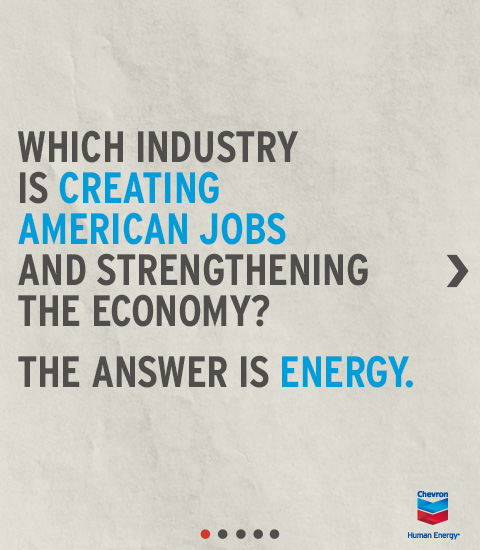 WHICH INDUSTRY
IS CREATING
AMERICAN JOBS
AND STRENGTHENING
THE ECONOMY?
THE ANSWER IS ENERGY.
Chevron
Human Energy®